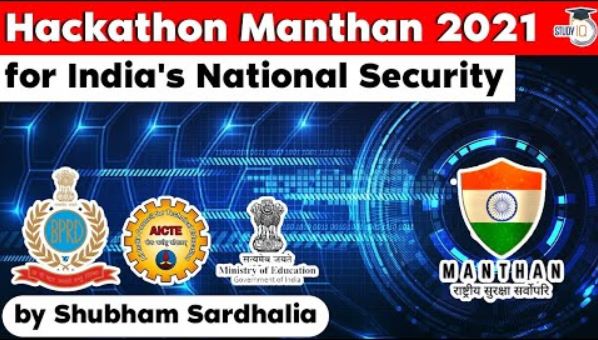 Hackathon Manthan 2021
STUDY IQ
for India's National Security
BPRD
AICTE
सत्यमेव जयते
Ministry of Education
Government of India
MANTHAN
राष्ट्रीय सुरक्षा सर्वोपरि
by Shubham Sardhalia